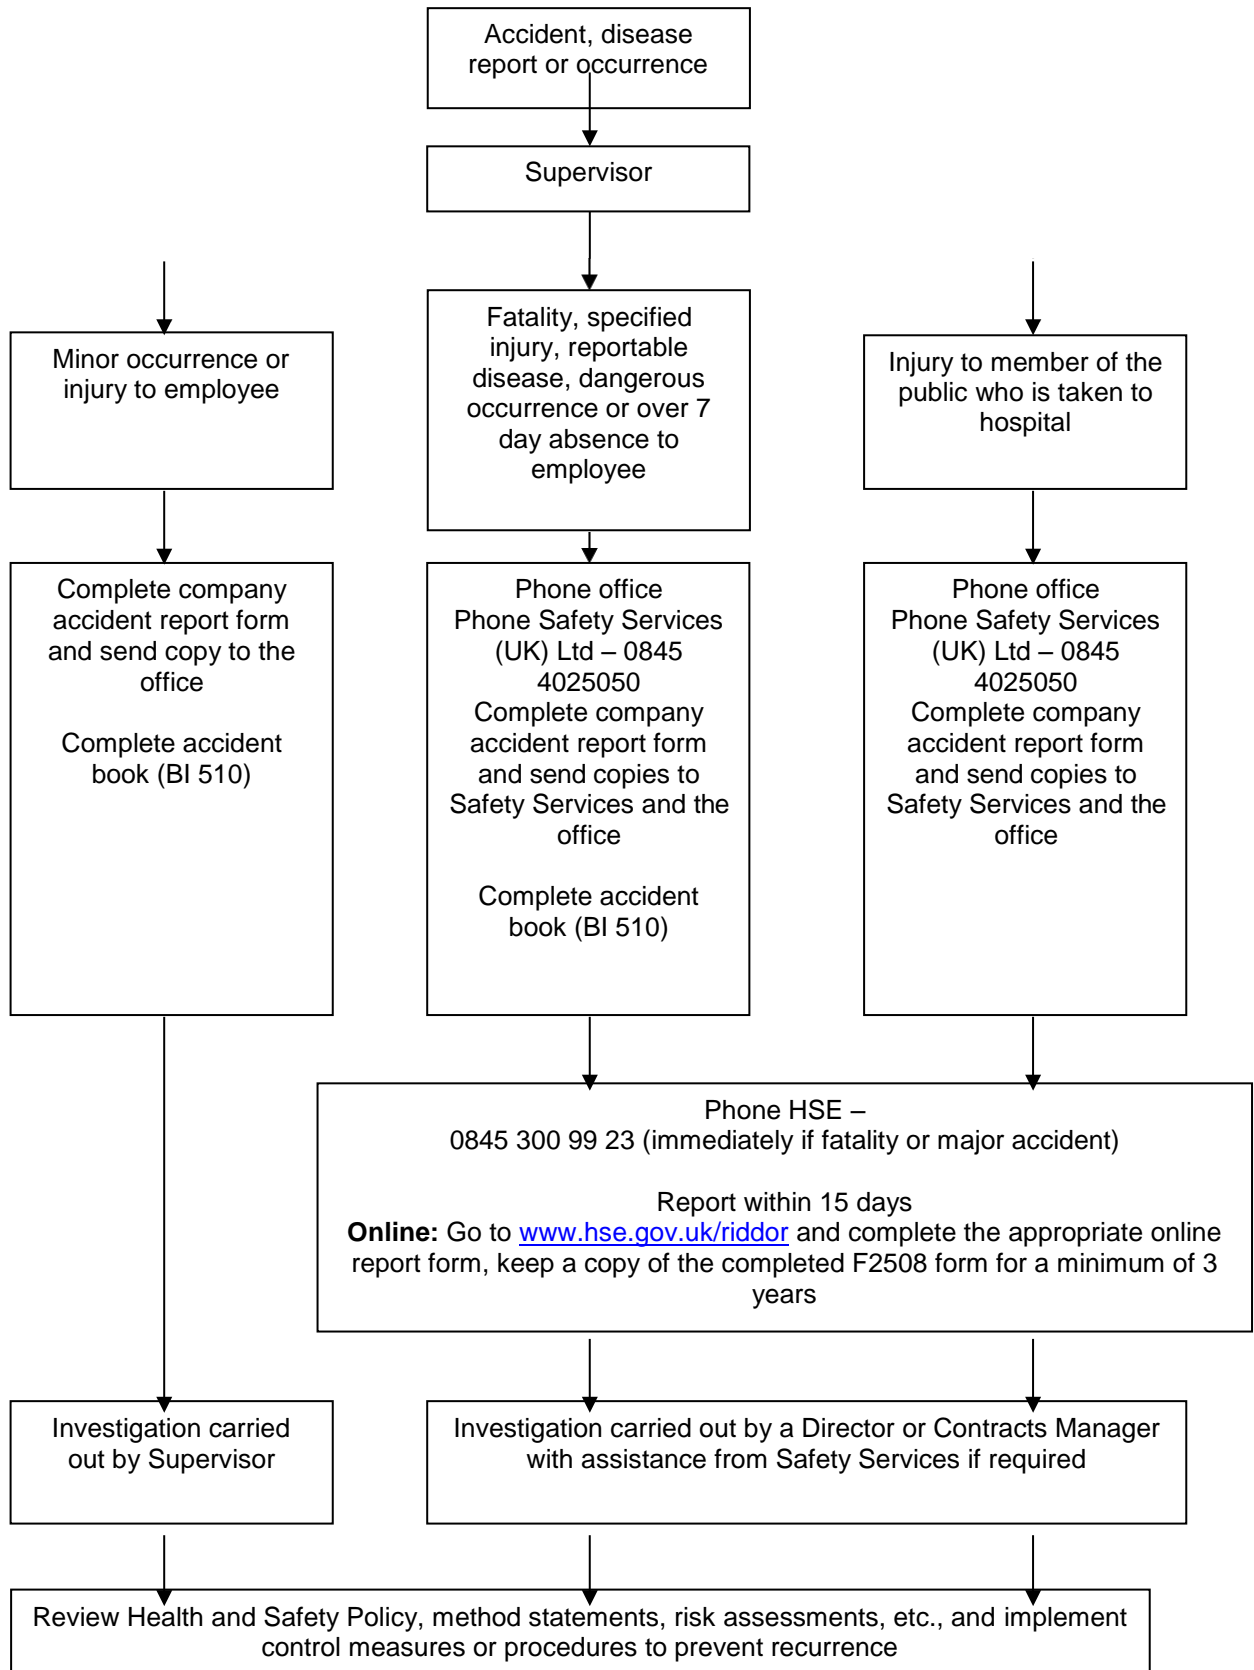 Accident, disease
report or occurrence
Supervisor
Minor occurrence or
injury to employee
Fatality, specified
injury, reportable
disease, dangerous
occurrence or over 7
day absence to
employee
Injury to member of the
public who is taken to
hospital
Complete company
accident report form
and send copy to the
office
Complete accident
book (BI 510)
Phone office
Phone Safety Services
(UK) Ltd – 0845
4025050
Complete company
accident report form
and send copies to
Safety Services and the
office
Complete accident
book (BI 510)
Phone office
Phone Safety Services
(UK) Ltd – 0845
4025050
Complete company
accident report form
and send copies to
Safety Services and the
office
Phone HSE –
0845 300 99 23 (immediately if fatality or major accident)
Report within 15 days
Online: Go to www.hse.gov.uk/riddor and complete the appropriate online
report form, keep a copy of the completed F2508 form for a minimum of 3
years
Investigation carried
out by Supervisor
Investigation carried out by a Director or Contracts Manager
with assistance from Safety Services if required
Review Health and Safety Policy, method statements, risk assessments, etc., and implement
control measures or procedures to prevent recurrence